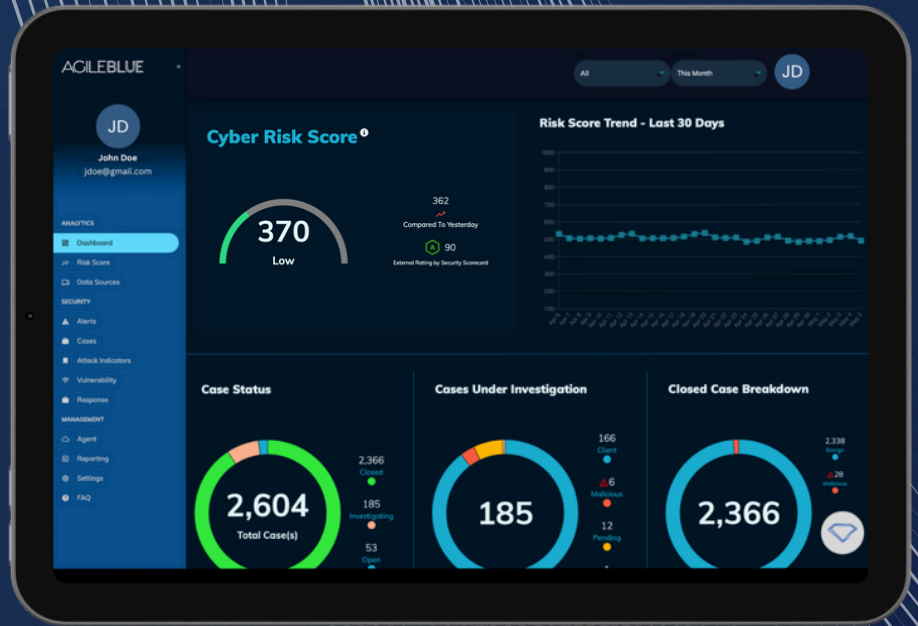 AGILEBLUE
JD
John Doe
jdoe@gmail.com
ANALYTICS
Dashboard
Risk Score
Data Sources
SECURITY
Alerts
Cases
Attack Indicators
Vulnerability
Response
MANAGEMENT
Agent
Reporting
Settings
FAQ
All
This Month
JD
Cyber Risk Score
370
Low
362
Compared To Yesterday
A 90
External Rating by Security Scorecard
Risk Score Trend - Last 30 Days
1000
900
800
700
600
500
400
300
200
100
Case Status
2,604
Total Case(s)
2,366
Closed
185
Investigating
53
Open
Cases Under Investigation
185
166
Client
6
Malicious
12
Pending
Closed Case Breakdown
2,366
2,338
Benign
28
Malicious